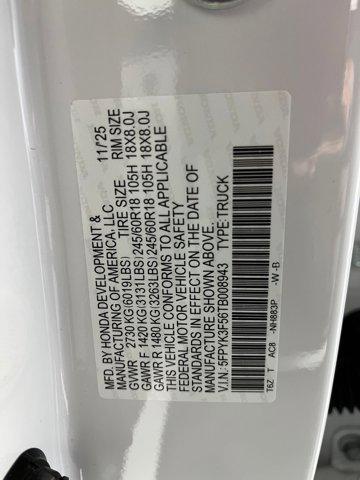 MFD. BY HONDA DEVELOPMENT & 11/25
MANUFACTURING OF AMERICA, LLC
TIRE SIZE RIM SIZE
GVWR 2730 KG(6019LBS)
GAWR F 1420 KG(3131LBS) 245/60R18 105H 18X8.0J
GAWR R 1480 KG(3263LBS) 245/60R18 105H 18X8.0J
THIS VEHICLE CONFORMS TO ALL APPLICABLE
FEDERAL MOTOR VEHICLE SAFETY
STANDARDS IN EFFECT ON THE DATE OF
MANUFACTURE SHOWN ABOVE.
V.I.N.:5FPYK3F56TB008943 TYPE:TRUCK
T6Z T AC8 -NH883P -W -B